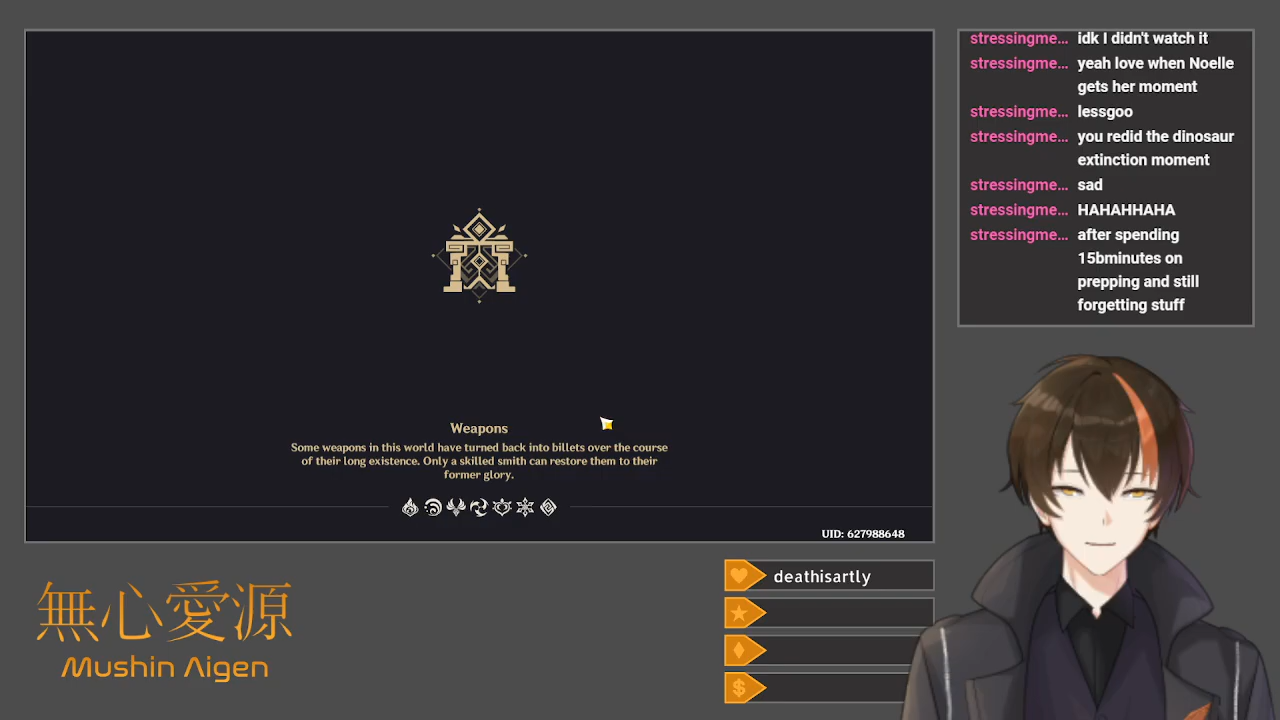 stressingme... idk I didn't watch it
stressingme... yeah love when Noelle
gets her moment
stressingme... lessgoo
stressingme... you redid the dinosaur
extinction moment
stressingme... sad
stressingme... HAHAHHAHA
stressingme... after spending
15bminutes on
prepping and still
forgetting stuff
Weapons
Some weapons in this world have turned back into billets over the course
of their long existence. Only a skilled smith can restore them to their
former glory.
UID: 627988648
無心愛源
Mushin Aigen
deathisartly
$